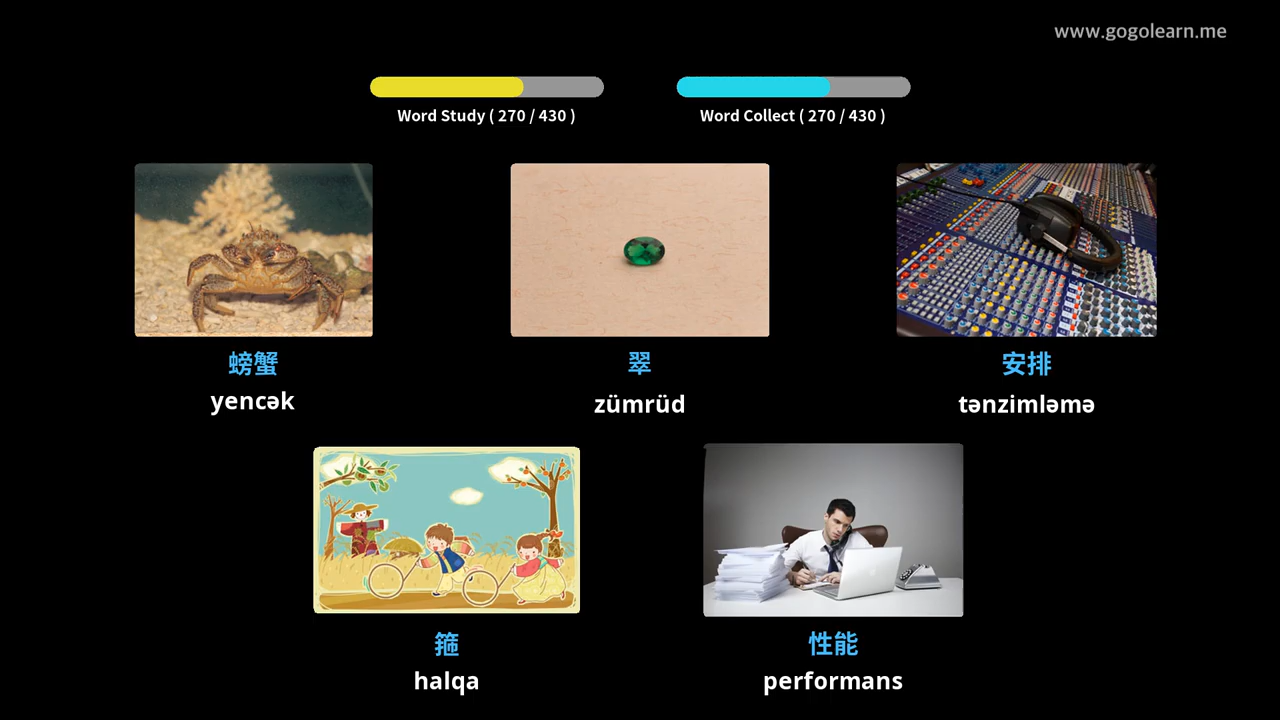 www.gogolearn.me
Word Study ( 270 / 430 )
Word Collect ( 270 / 430 )
螃蟹
yencək
翠
zümrüd
安排
tənzimləmə
箍
halqa
性能
performans